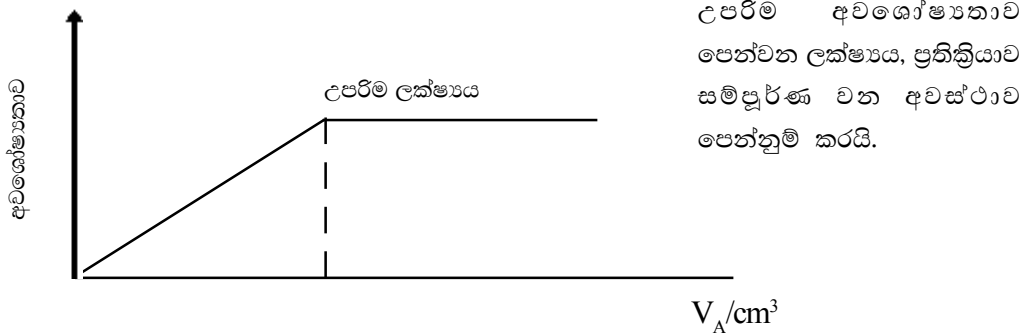 උපරිම අවශෝෂ්‍යතාව
පෙන්වන ලක්ෂ්‍යය, ප්‍රතික්‍රියාව
සම්පූර්ණ වන අවස්ථාව
පෙන්නුම් කරයි.
උපරිම ලක්ෂ්‍යය
අවශෝෂ්‍යතාව
V_A/cm³